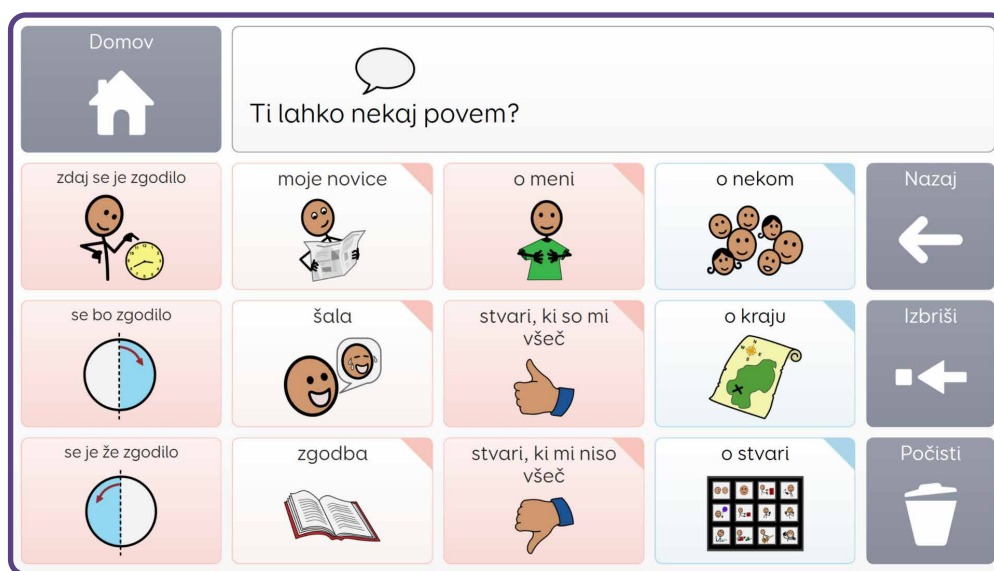 Domov
Ti lahko nekaj povem?
zdaj se je zgodilo
moje novice
o meni
o nekom
Nazaj
se bo zgodilo
šala
stvari, ki so mi
všeč
o kraju
Izbriši
se je že zgodilo
zgodba
stvari, ki mi niso
všeč
o stvari
Počisti